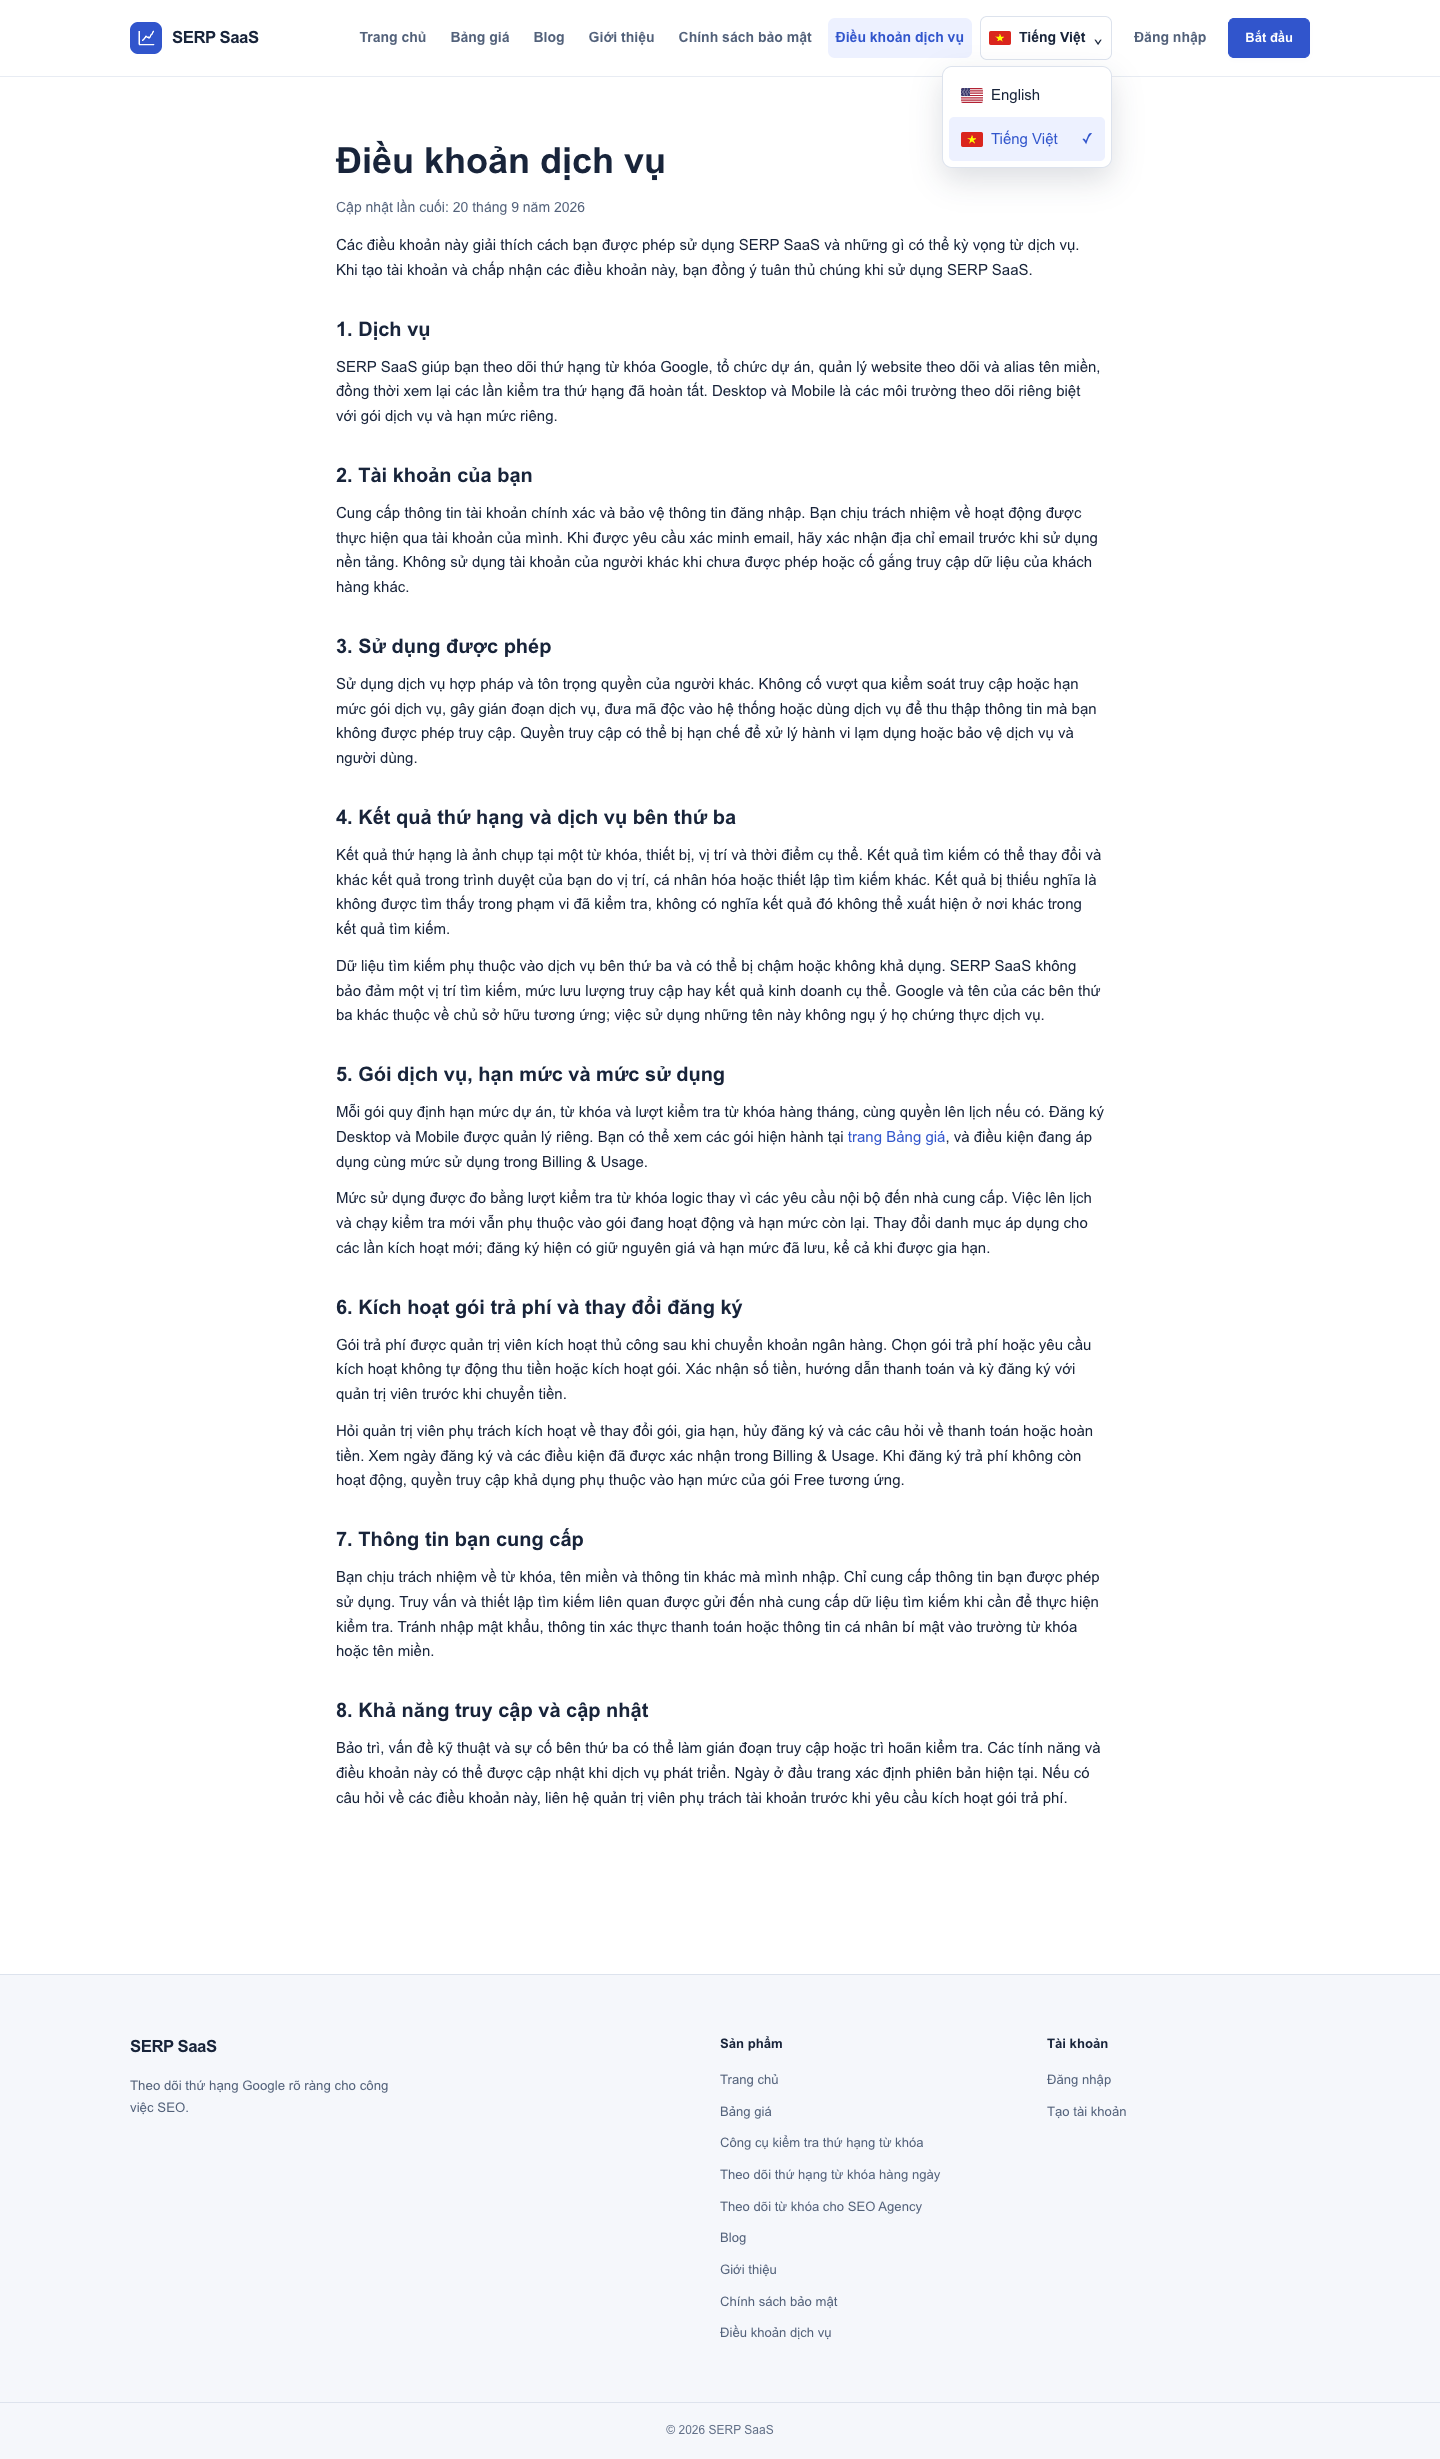 SERP SaaS
Trang chủ
Bảng giá
Blog
Giới thiệu
Chính sách bảo mật
Điều khoản dịch vụ
Tiếng Việt
Đăng nhập
Bắt đầu
English
Tiếng Việt ✓
Điều khoản dịch vụ
Cập nhật lần cuối: 20 tháng 9 năm 2026
Các điều khoản này giải thích cách bạn được phép sử dụng SERP SaaS và những gì có thể kỳ vọng từ dịch vụ.
Khi tạo tài khoản và chấp nhận các điều khoản này, bạn đồng ý tuân thủ chúng khi sử dụng SERP SaaS.
1. Dịch vụ
SERP SaaS giúp bạn theo dõi thứ hạng từ khóa Google, tổ chức dự án, quản lý website theo dõi và alias tên miền,
đồng thời xem lại các lần kiểm tra thứ hạng đã hoàn tất. Desktop và Mobile là các môi trường theo dõi riêng biệt
với gói dịch vụ và hạn mức riêng.
2. Tài khoản của bạn
Cung cấp thông tin tài khoản chính xác và bảo vệ thông tin đăng nhập. Bạn chịu trách nhiệm về hoạt động được
thực hiện qua tài khoản của mình. Khi được yêu cầu xác minh email, hãy xác nhận địa chỉ email trước khi sử dụng
nền tảng. Không sử dụng tài khoản của người khác khi chưa được phép hoặc cố gắng truy cập dữ liệu của khách
hàng khác.
3. Sử dụng được phép
Sử dụng dịch vụ hợp pháp và tôn trọng quyền của người khác. Không cố vượt qua kiểm soát truy cập hoặc hạn
mức gói dịch vụ, gây gián đoạn dịch vụ, đưa mã độc vào hệ thống hoặc dùng dịch vụ để thu thập thông tin mà bạn
không được phép truy cập. Quyền truy cập có thể bị hạn chế để xử lý hành vi lạm dụng hoặc bảo vệ dịch vụ và
người dùng.
4. Kết quả thứ hạng và dịch vụ bên thứ ba
Kết quả thứ hạng là ảnh chụp tại một từ khóa, thiết bị, vị trí và thời điểm cụ thể. Kết quả tìm kiếm có thể thay đổi và
khác kết quả trong trình duyệt của bạn do vị trí, cá nhân hóa hoặc thiết lập tìm kiếm khác. Kết quả bị thiếu nghĩa là
không được tìm thấy trong phạm vi đã kiểm tra, không có nghĩa kết quả đó không thể xuất hiện ở nơi khác trong
kết quả tìm kiếm.
Dữ liệu tìm kiếm phụ thuộc vào dịch vụ bên thứ ba và có thể bị chậm hoặc không khả dụng. SERP SaaS không
bảo đảm một vị trí tìm kiếm, mức lưu lượng truy cập hay kết quả kinh doanh cụ thể. Google và tên của các bên thứ
ba khác thuộc về chủ sở hữu tương ứng; việc sử dụng những tên này không ngụ ý họ chứng thực dịch vụ.
5. Gói dịch vụ, hạn mức và mức sử dụng
Mỗi gói quy định hạn mức dự án, từ khóa và lượt kiểm tra từ khóa hàng tháng, cùng quyền lên lịch nếu có. Đăng ký
Desktop và Mobile được quản lý riêng. Bạn có thể xem các gói hiện hành tại trang Bảng giá, và điều kiện đang áp
dụng cùng mức sử dụng trong Billing & Usage.
Mức sử dụng được đo bằng lượt kiểm tra từ khóa logic thay vì các yêu cầu nội bộ đến nhà cung cấp. Việc lên lịch
và chạy kiểm tra mới vẫn phụ thuộc vào gói đang hoạt động và hạn mức còn lại. Thay đổi danh mục áp dụng cho
các lần kích hoạt mới; đăng ký hiện có giữ nguyên giá và hạn mức đã lưu, kể cả khi được gia hạn.
6. Kích hoạt gói trả phí và thay đổi đăng ký
Gói trả phí được quản trị viên kích hoạt thủ công sau khi chuyển khoản ngân hàng. Chọn gói trả phí hoặc yêu cầu
kích hoạt không tự động thu tiền hoặc kích hoạt gói. Xác nhận số tiền, hướng dẫn thanh toán và kỳ đăng ký với
quản trị viên trước khi chuyển tiền.
Hỏi quản trị viên phụ trách kích hoạt về thay đổi gói, gia hạn, hủy đăng ký và các câu hỏi về thanh toán hoặc hoàn
tiền. Xem ngày đăng ký và các điều kiện đã được xác nhận trong Billing & Usage. Khi đăng ký trả phí không còn
hoạt động, quyền truy cập khả dụng phụ thuộc vào hạn mức của gói Free tương ứng.
7. Thông tin bạn cung cấp
Bạn chịu trách nhiệm về từ khóa, tên miền và thông tin khác mà mình nhập. Chỉ cung cấp thông tin bạn được phép
sử dụng. Truy vấn và thiết lập tìm kiếm liên quan được gửi đến nhà cung cấp dữ liệu tìm kiếm khi cần để thực hiện
kiểm tra. Tránh nhập mật khẩu, thông tin xác thực thanh toán hoặc thông tin cá nhân bí mật vào trường từ khóa
hoặc tên miền.
8. Khả năng truy cập và cập nhật
Bảo trì, vấn đề kỹ thuật và sự cố bên thứ ba có thể làm gián đoạn truy cập hoặc trì hoãn kiểm tra. Các tính năng và
điều khoản này có thể được cập nhật khi dịch vụ phát triển. Ngày ở đầu trang xác định phiên bản hiện tại. Nếu có
câu hỏi về các điều khoản này, liên hệ quản trị viên phụ trách tài khoản trước khi yêu cầu kích hoạt gói trả phí.
SERP SaaS
Theo dõi thứ hạng Google rõ ràng cho công
việc SEO.
Sản phẩm
Trang chủ
Bảng giá
Công cụ kiểm tra thứ hạng từ khóa
Theo dõi thứ hạng từ khóa hàng ngày
Theo dõi từ khóa cho SEO Agency
Blog
Giới thiệu
Chính sách bảo mật
Điều khoản dịch vụ
Tài khoản
Đăng nhập
Tạo tài khoản
© 2026 SERP SaaS